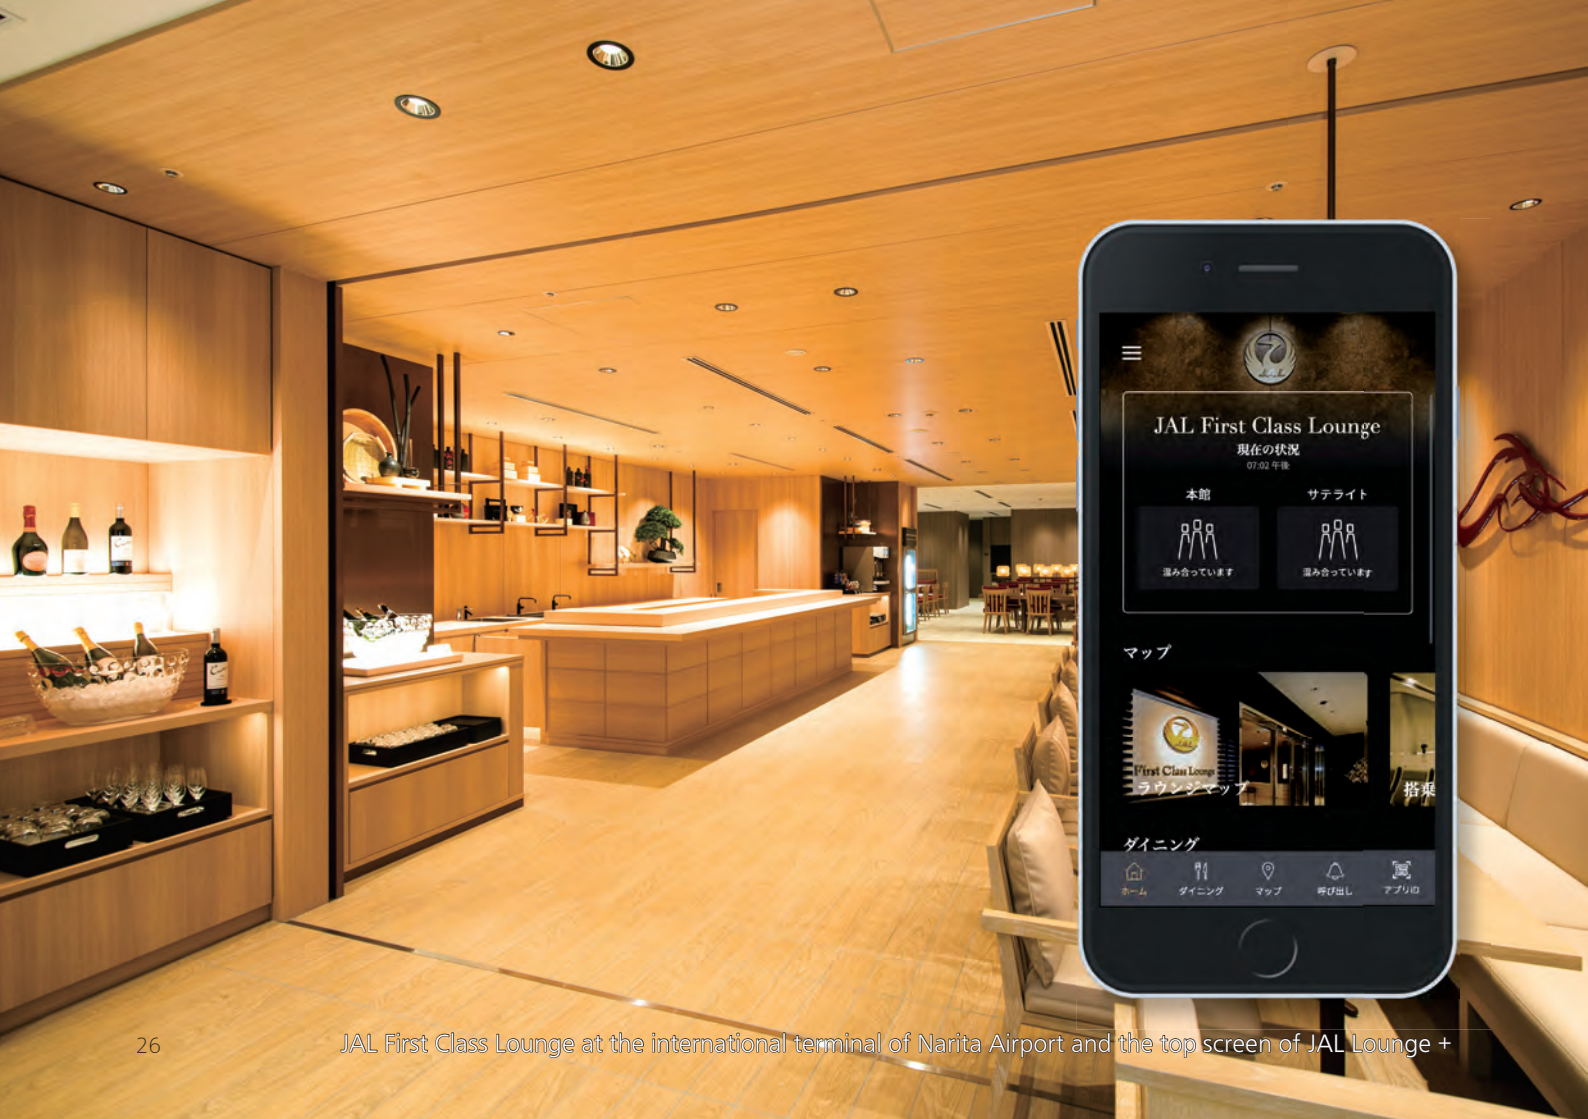 JAL First Class Lounge
現在の状況
07:02 午後
本館
サテライト
混み合っています
混み合っています
マップ
First Class Lounge
ラウンジマップ
搭乗
ダイニング
ホーム
ダイニング
マップ
呼び出し
アプリID
26
JAL First Class Lounge at the international terminal of Narita Airport and the top screen of JAL Lounge +